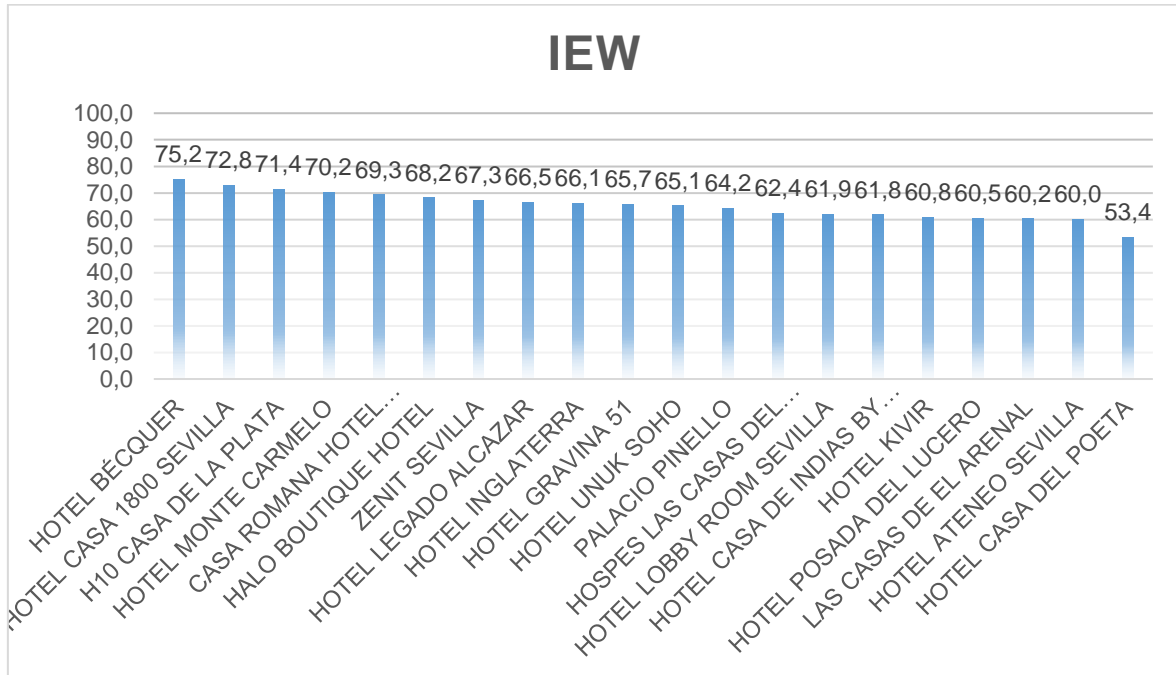 IEW
100,0
90,0
80,0
70,0
60,0
50,0
40,0
30,0
20,0
10,0
0,0
75,2 72,8 71,4 70,2 69,3 68,2 67,3 66,5 66,1 65,7 65,1 64,2 62,4 61,9 61,8 60,8 60,5 60,2 60,0 53,4
HOTEL BÉCQUER
HOTEL CASA 1800 SEVILLA
H10 CASA DE LA PLATA
HOTEL MONTE CARMELO
CASA ROMANA HOTEL…
HALO BOUTIQUE HOTEL
ZENIT SEVILLA
HOTEL LEGADO ALCAZAR
HOTEL INGLATERRA
HOTEL GRAVINA 51
HOTEL UNUK SOHO
PALACIO PINELLO
HOSPES LAS CASAS DEL…
HOTEL LOBBY ROOM SEVILLA
HOTEL CASA DE INDIAS BY…
HOTEL KIVIR
HOTEL POSADA DEL LUCERO
LAS CASAS DE EL ARENAL
HOTEL ATENEO SEVILLA
HOTEL CASA DEL POETA